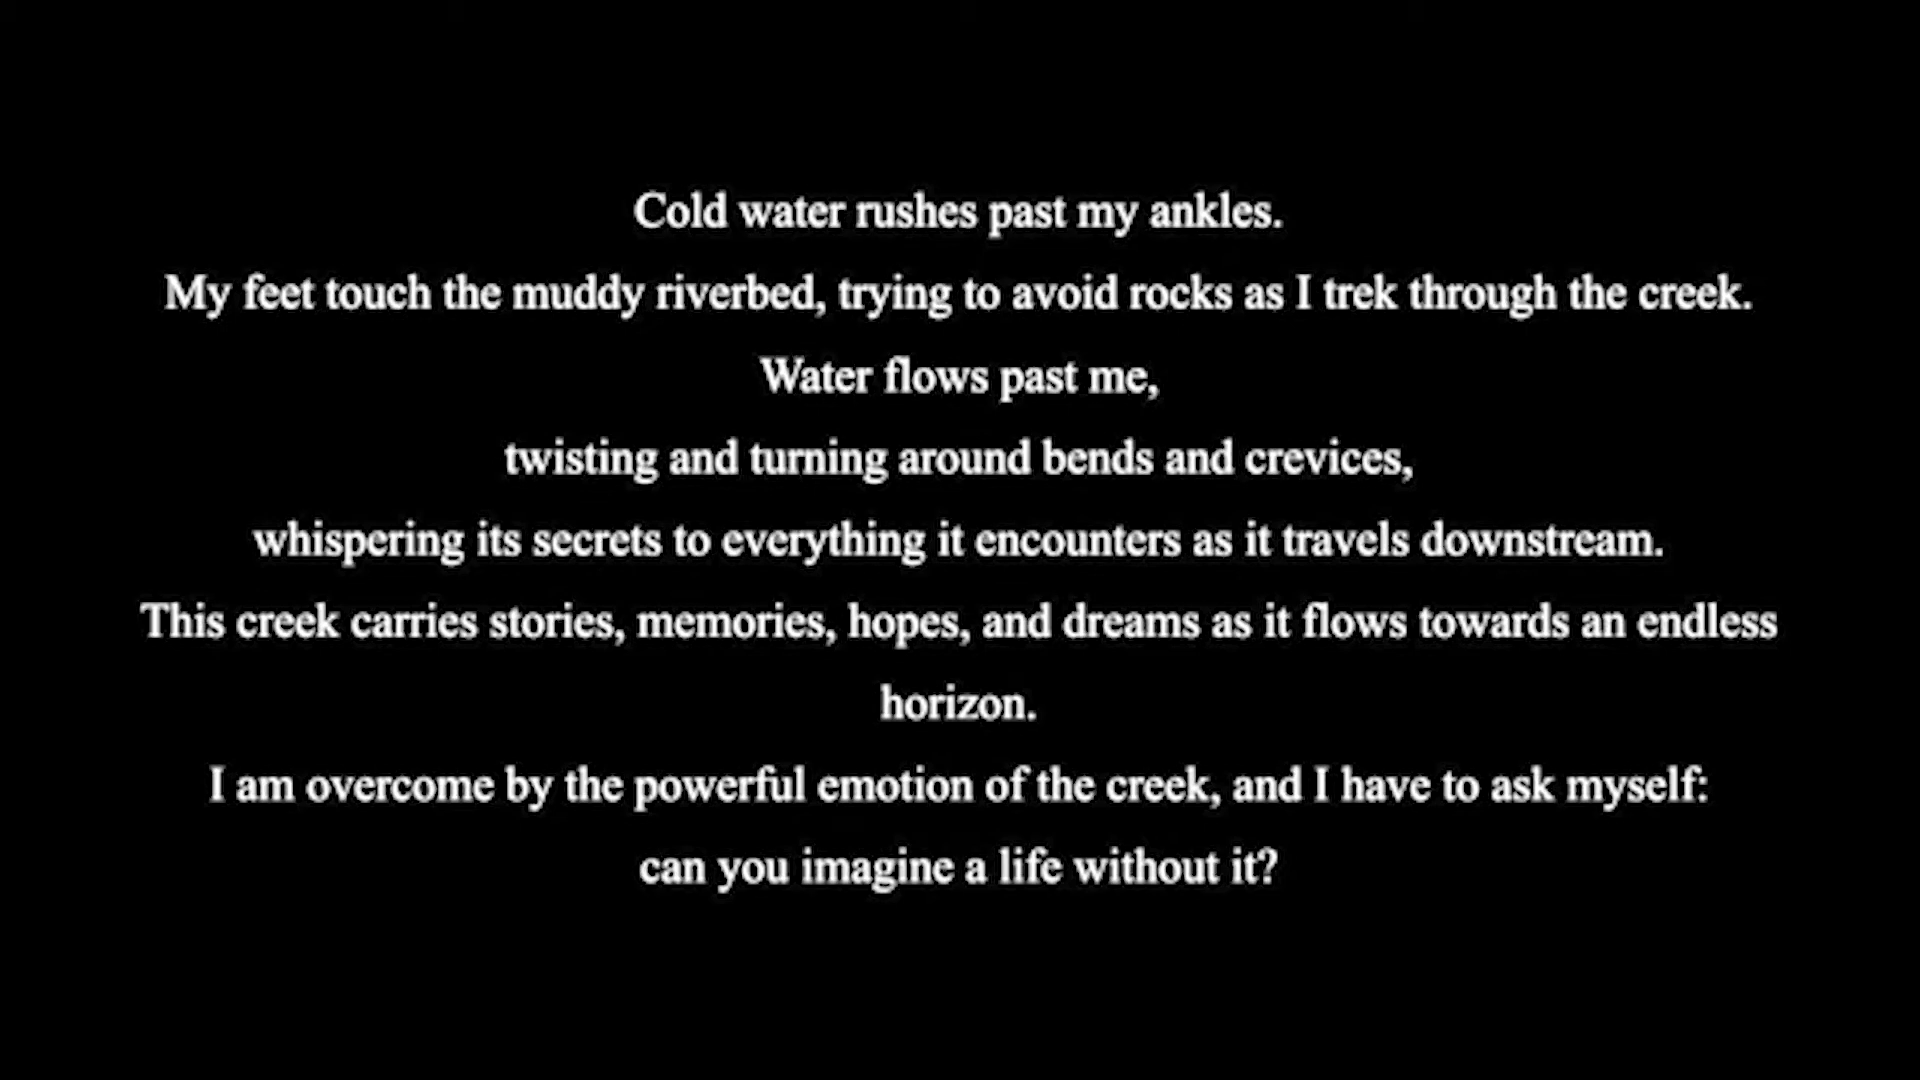 Cold water rushes past my ankles.
My feet touch the muddy riverbed, trying to avoid rocks as I trek through the creek.
Water flows past me,
twisting and turning around bends and crevices,
whispering its secrets to everything it encounters as it travels downstream.
This creek carries stories, memories, hopes, and dreams as it flows towards an endless
horizon.
I am overcome by the powerful emotion of the creek, and I have to ask myself:
can you imagine a life without it?